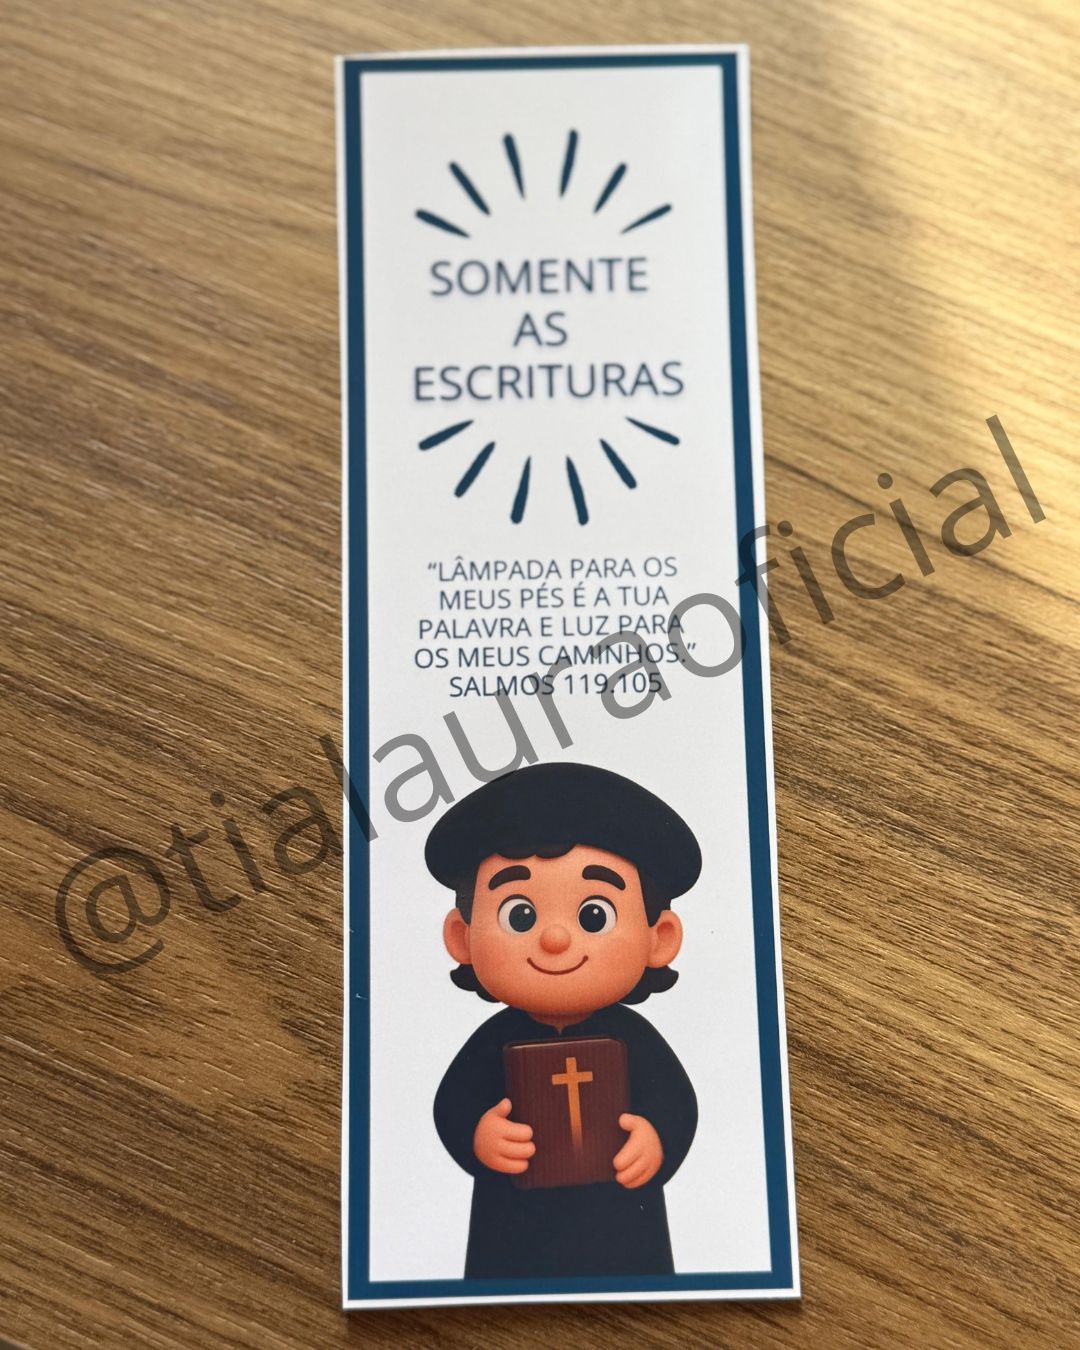 SOMENTE
AS
ESCRITURAS
“LÂMPADA PARA OS
MEUS PÉS É A TUA
PALAVRA E LUZ PARA
OS MEUS CAMINHOS.”
SALMOS 119.105
@tialauraoficial